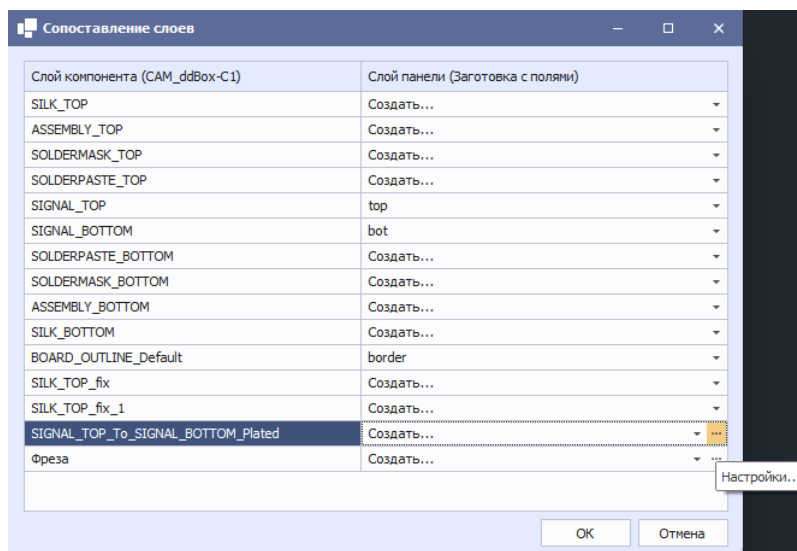 Сопоставление слоев
Слой компонента (CAM_ddBox-C1) Слой панели (Заготовка с полями)
SILK_TOP Создать...
ASSEMBLY_TOP Создать...
SOLDERMASK_TOP Создать...
SOLDERPASTE_TOP Создать...
SIGNAL_TOP top
SIGNAL_BOTTOM bot
SOLDERPASTE_BOTTOM Создать...
SOLDERMASK_BOTTOM Создать...
ASSEMBLY_BOTTOM Создать...
SILK_BOTTOM Создать...
BOARD_OUTLINE_Default border
SILK_TOP_fix Создать...
SILK_TOP_fix_1 Создать...
SIGNAL_TOP_To_SIGNAL_BOTTOM_Plated Создать...
Фреза Создать...
Настройки..
OK Отмена